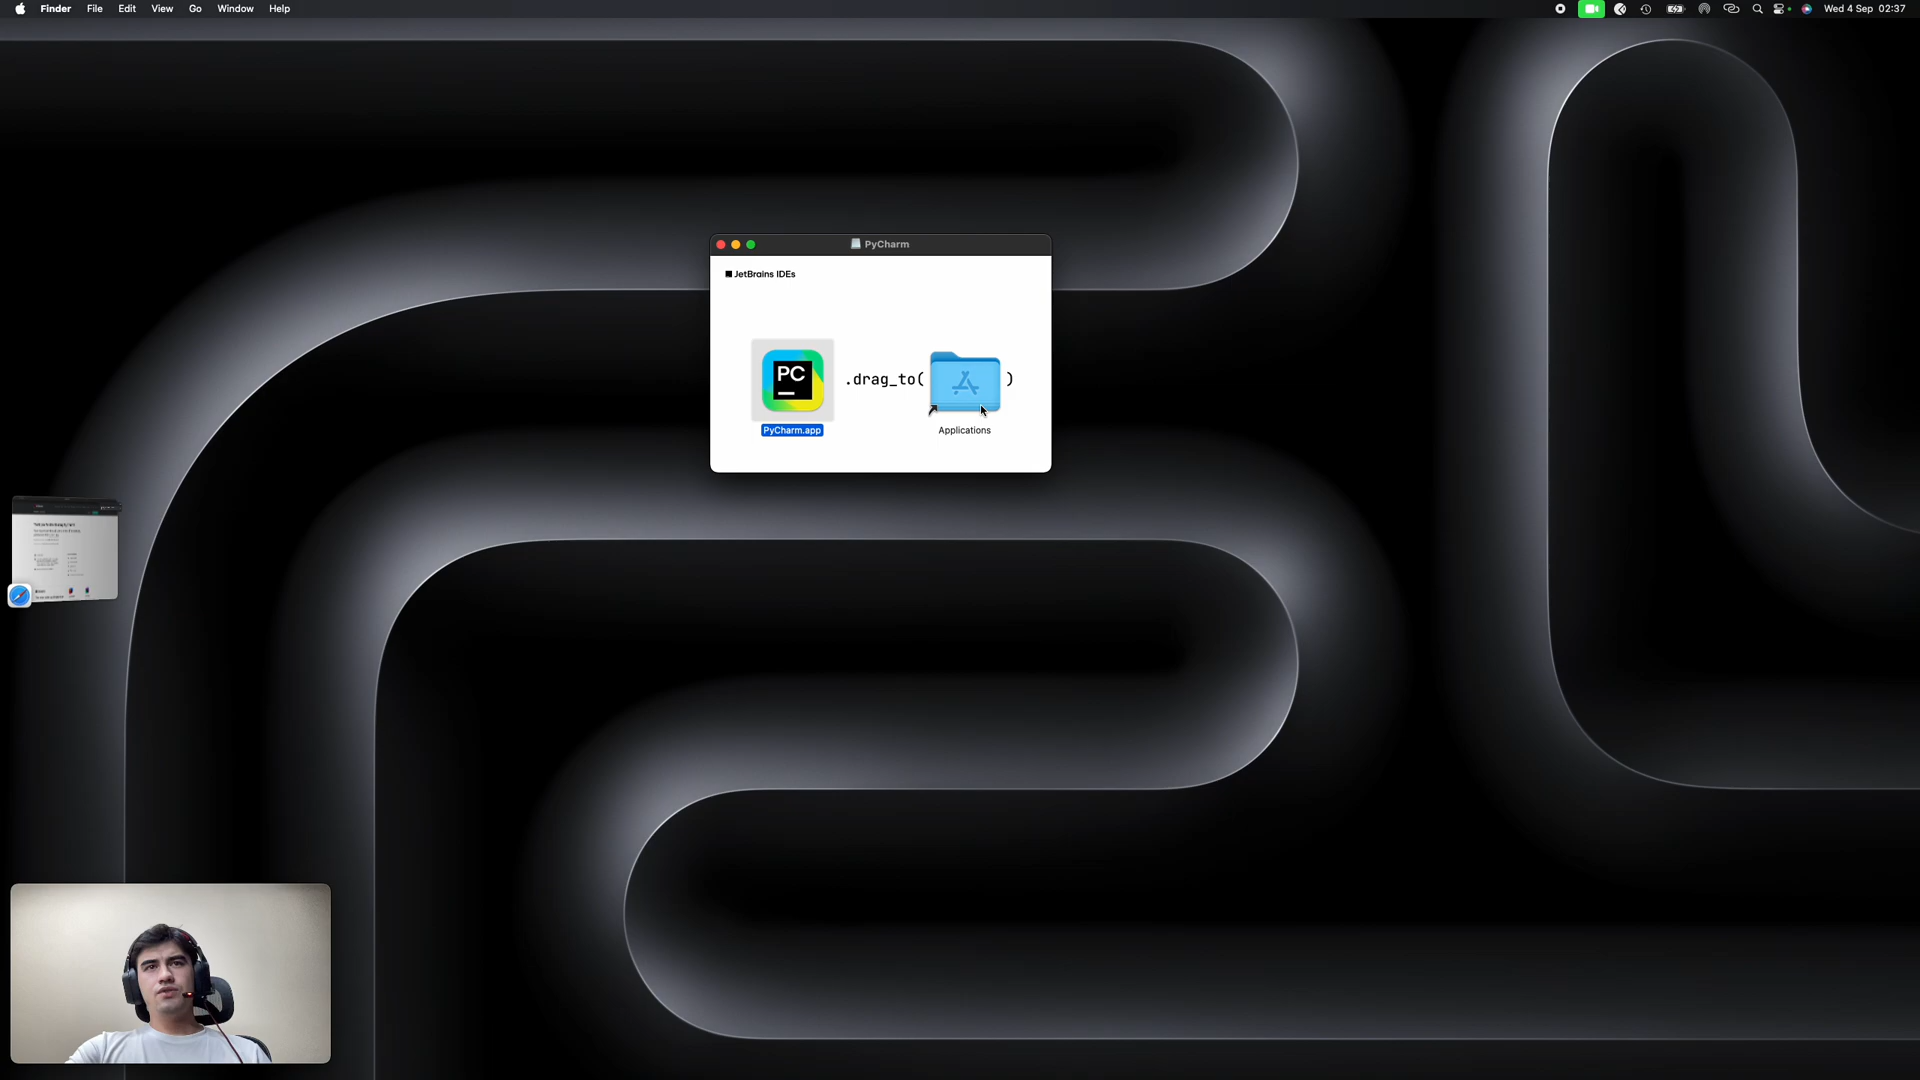 Finder File Edit View Go Window Help
Wed 4 Sep 02:37
PyCharm
JetBrains IDEs
PC
.drag_to( )
PyCharm.app
Applications